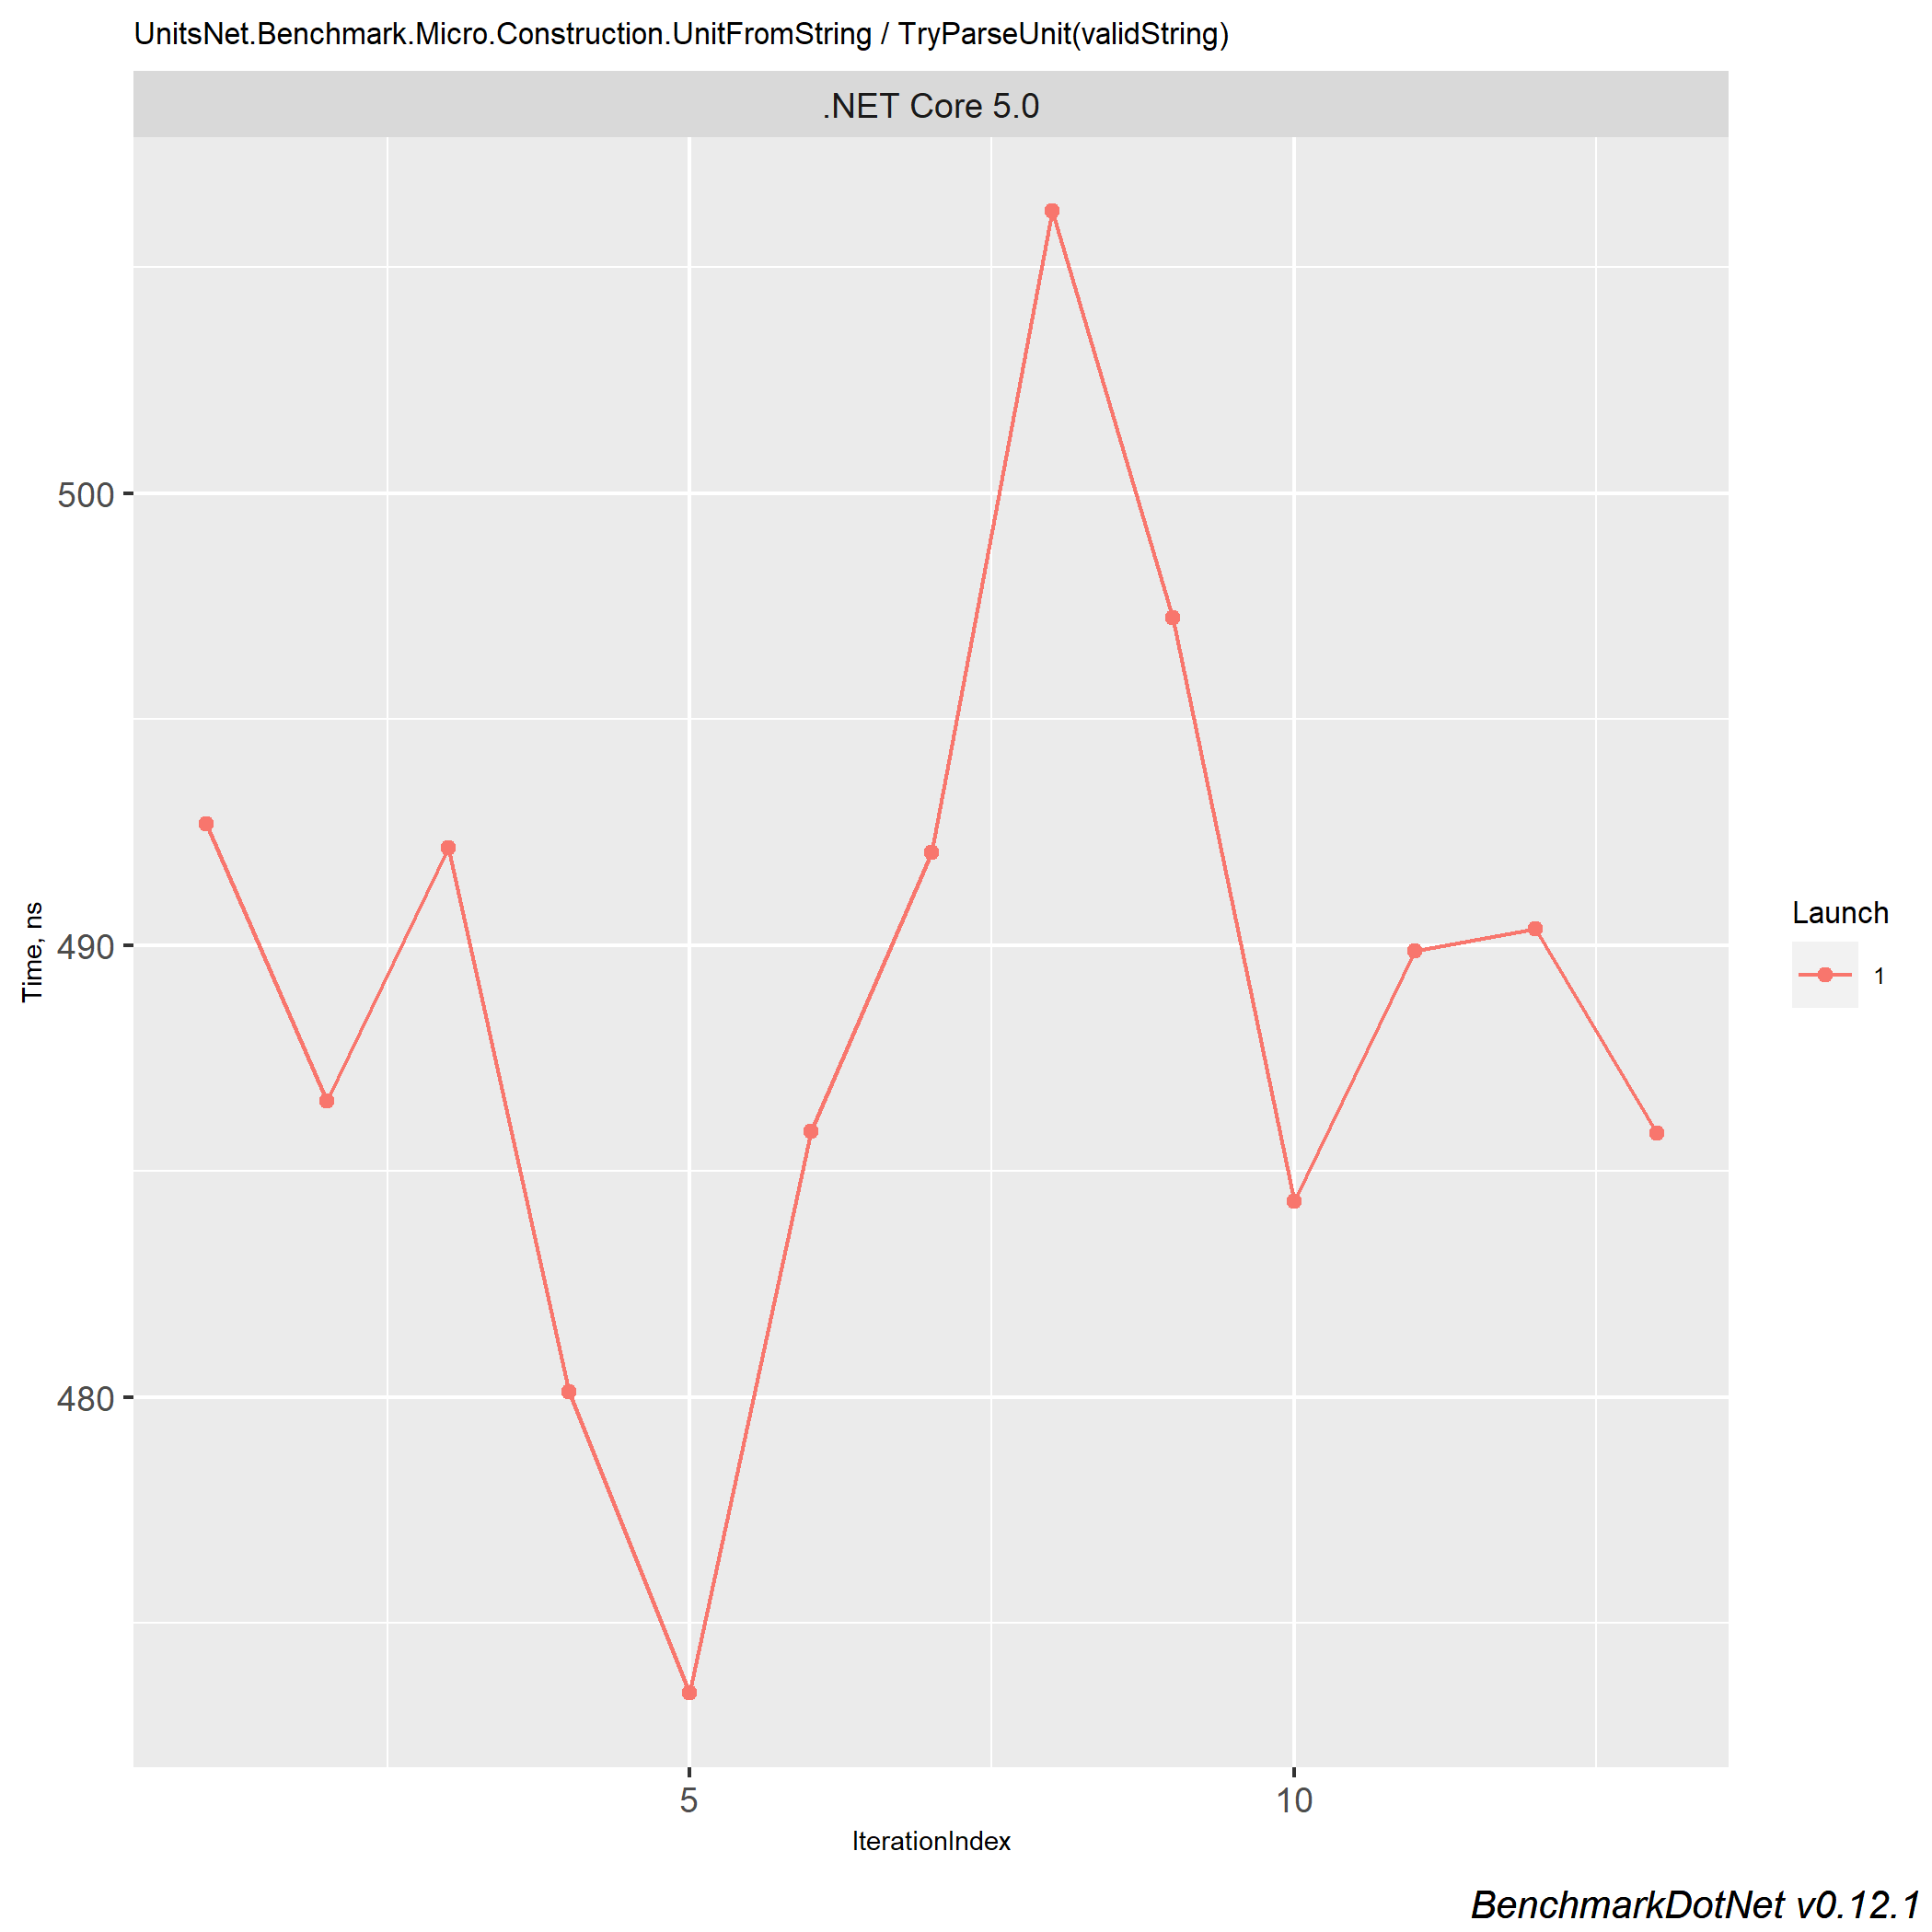 UnitsNet.Benchmark.Micro.Construction.UnitFromString / TryParseUnit(validString)
.NET Core 5.0
500
490
480
Time, ns
5
10
IterationIndex
Launch
1
BenchmarkDotNet v0.12.1